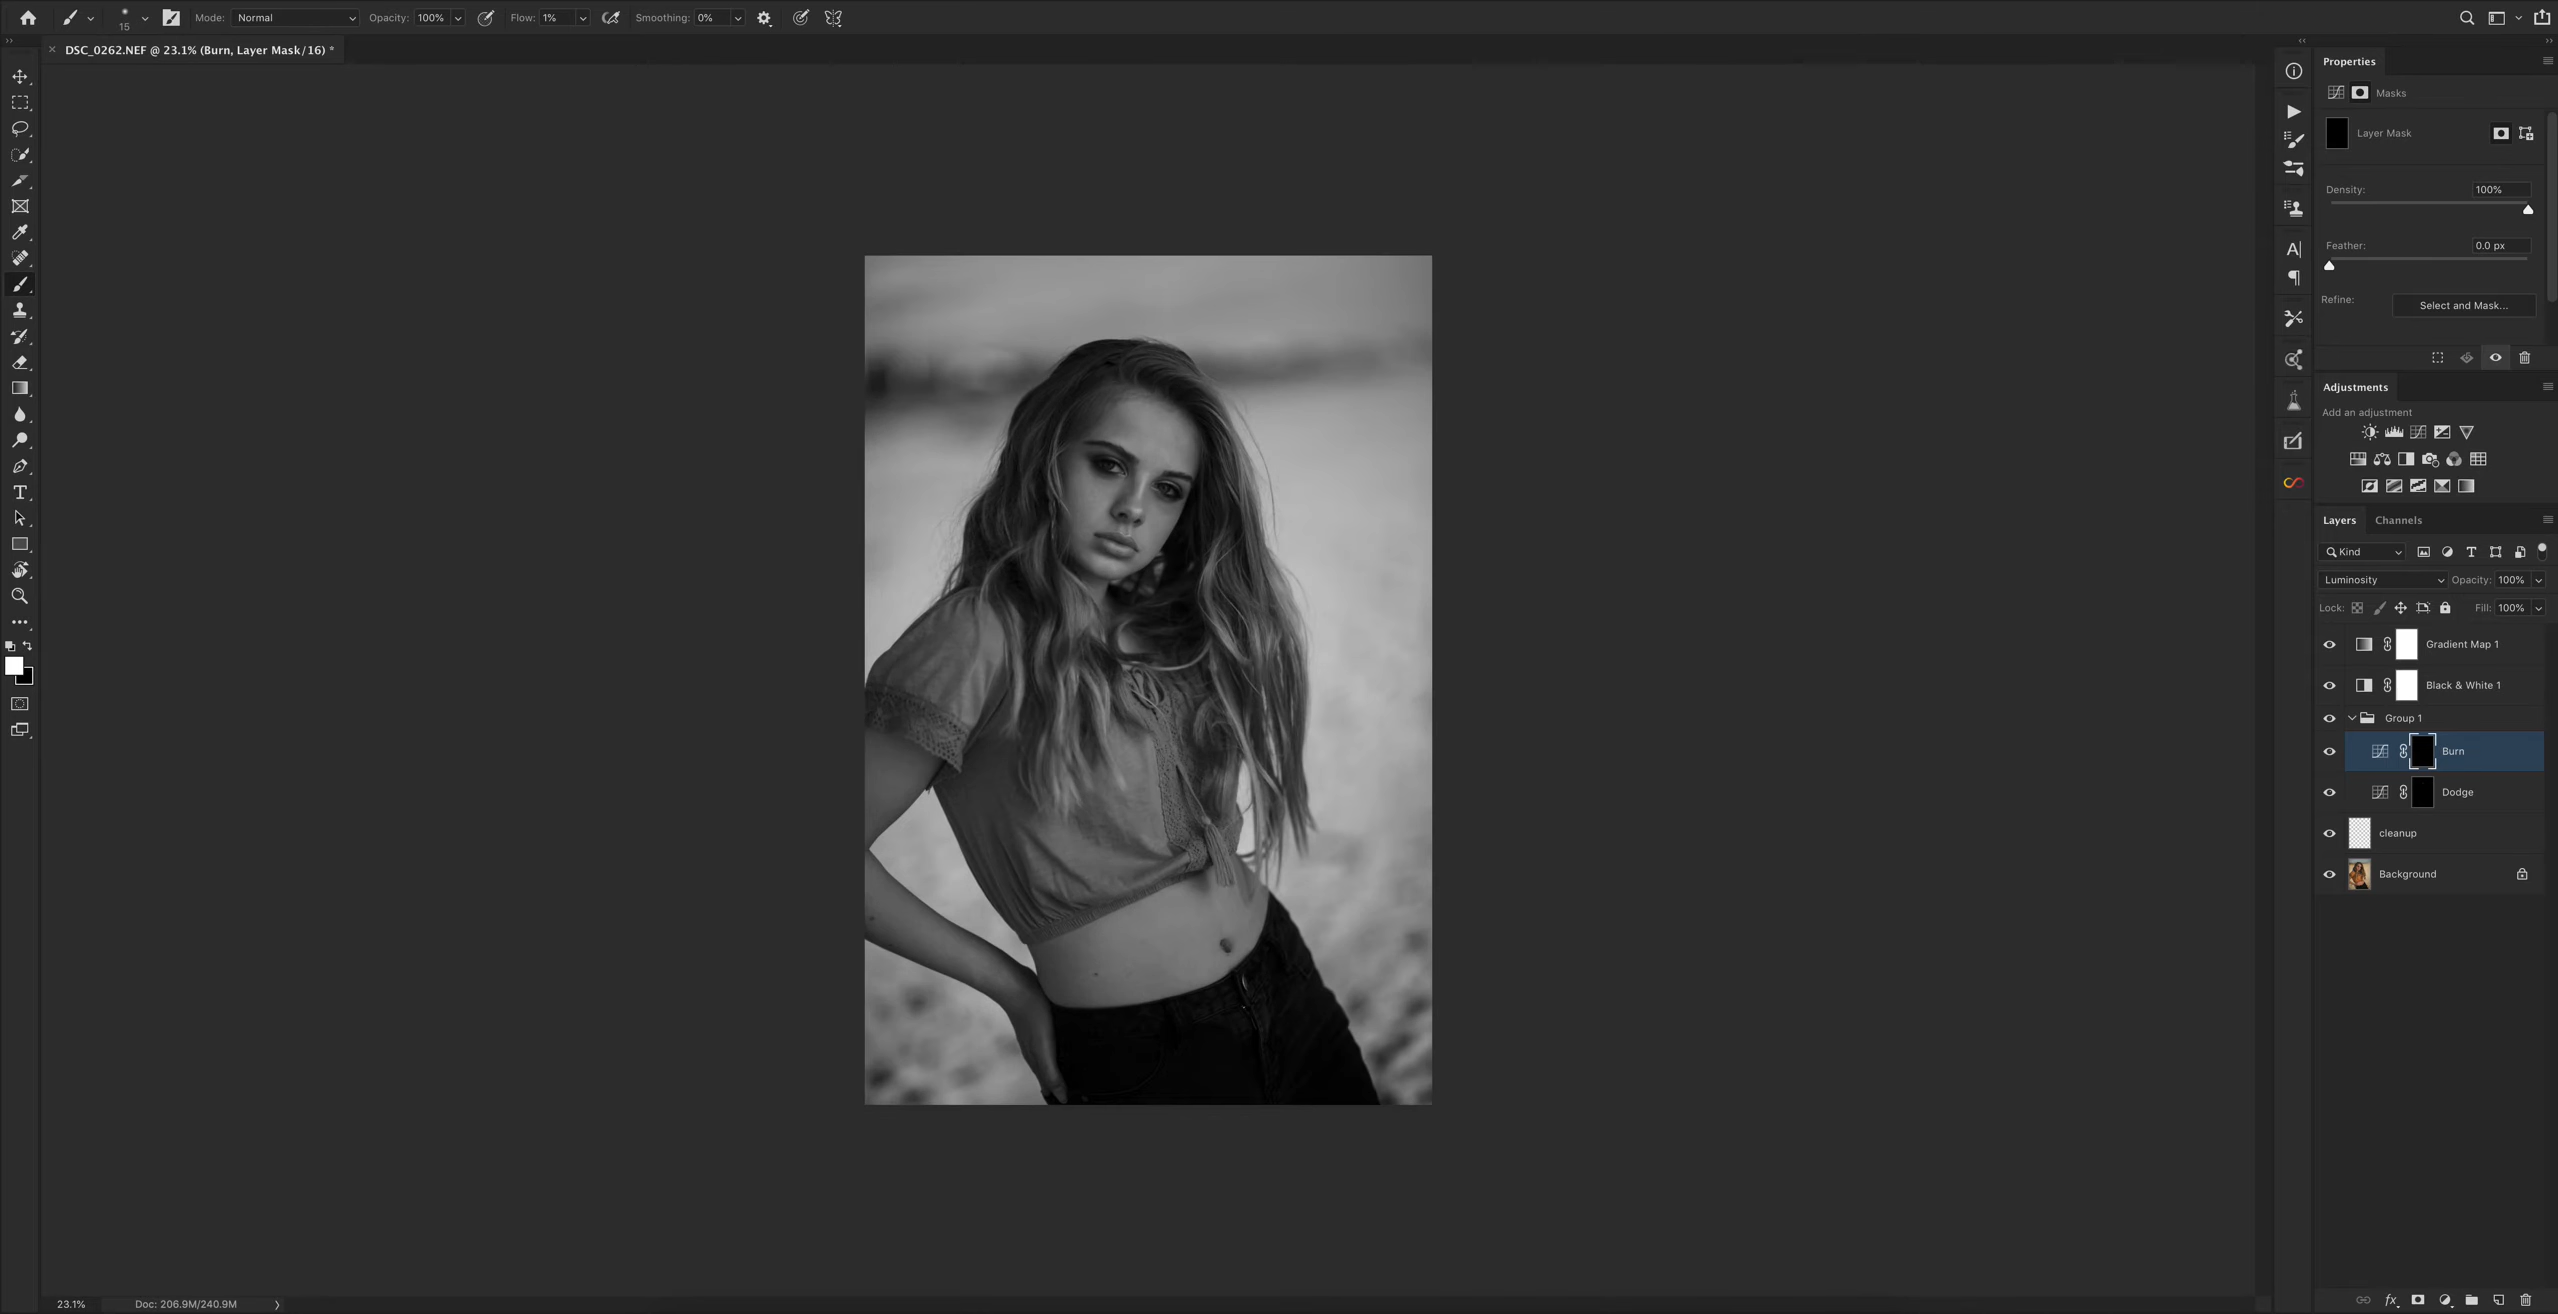 15
Mode: Normal Opacity: 100% Flow: 1% Smoothing: 0%
DSC_0262.NEF @ 23.1% (Burn, Layer Mask/16) *
Properties
Masks
Layer Mask
Density: 100%
Feather: 0.0 px
Refine: Select and Mask...
Adjustments
Add an adjustment
Layers Channels
Kind
Luminosity Opacity: 100%
Lock: Fill: 100%
Gradient Map 1
Black & White 1
Group 1
Burn
Dodge
cleanup
Background
23.1% Doc: 206.9M/240.9M